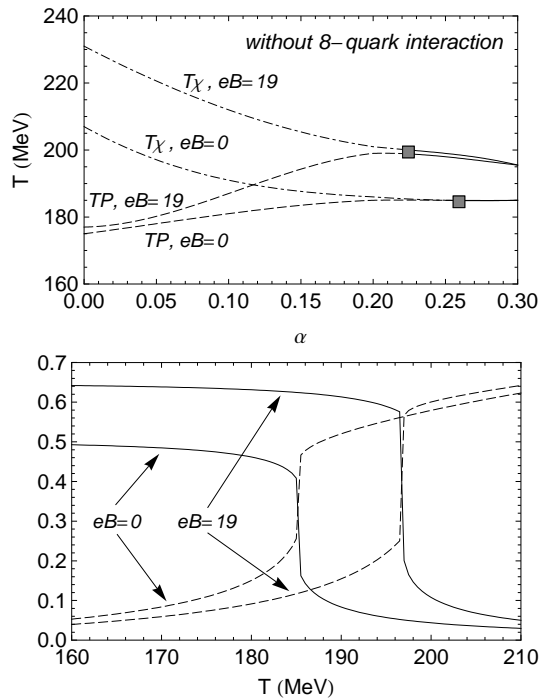 240
without 8-quark interaction
220
Tχ, eB=19
T (MeV)
200
Tχ, eB=0
180
TP, eB=19
TP, eB=0
160
0.00 0.05 0.10 0.15 0.20 0.25 0.30
α
0.7
0.6
0.5
0.4
0.3
eB=0 eB=19
0.2
0.1
0.0
160 170 180 190 200 210
T (MeV)